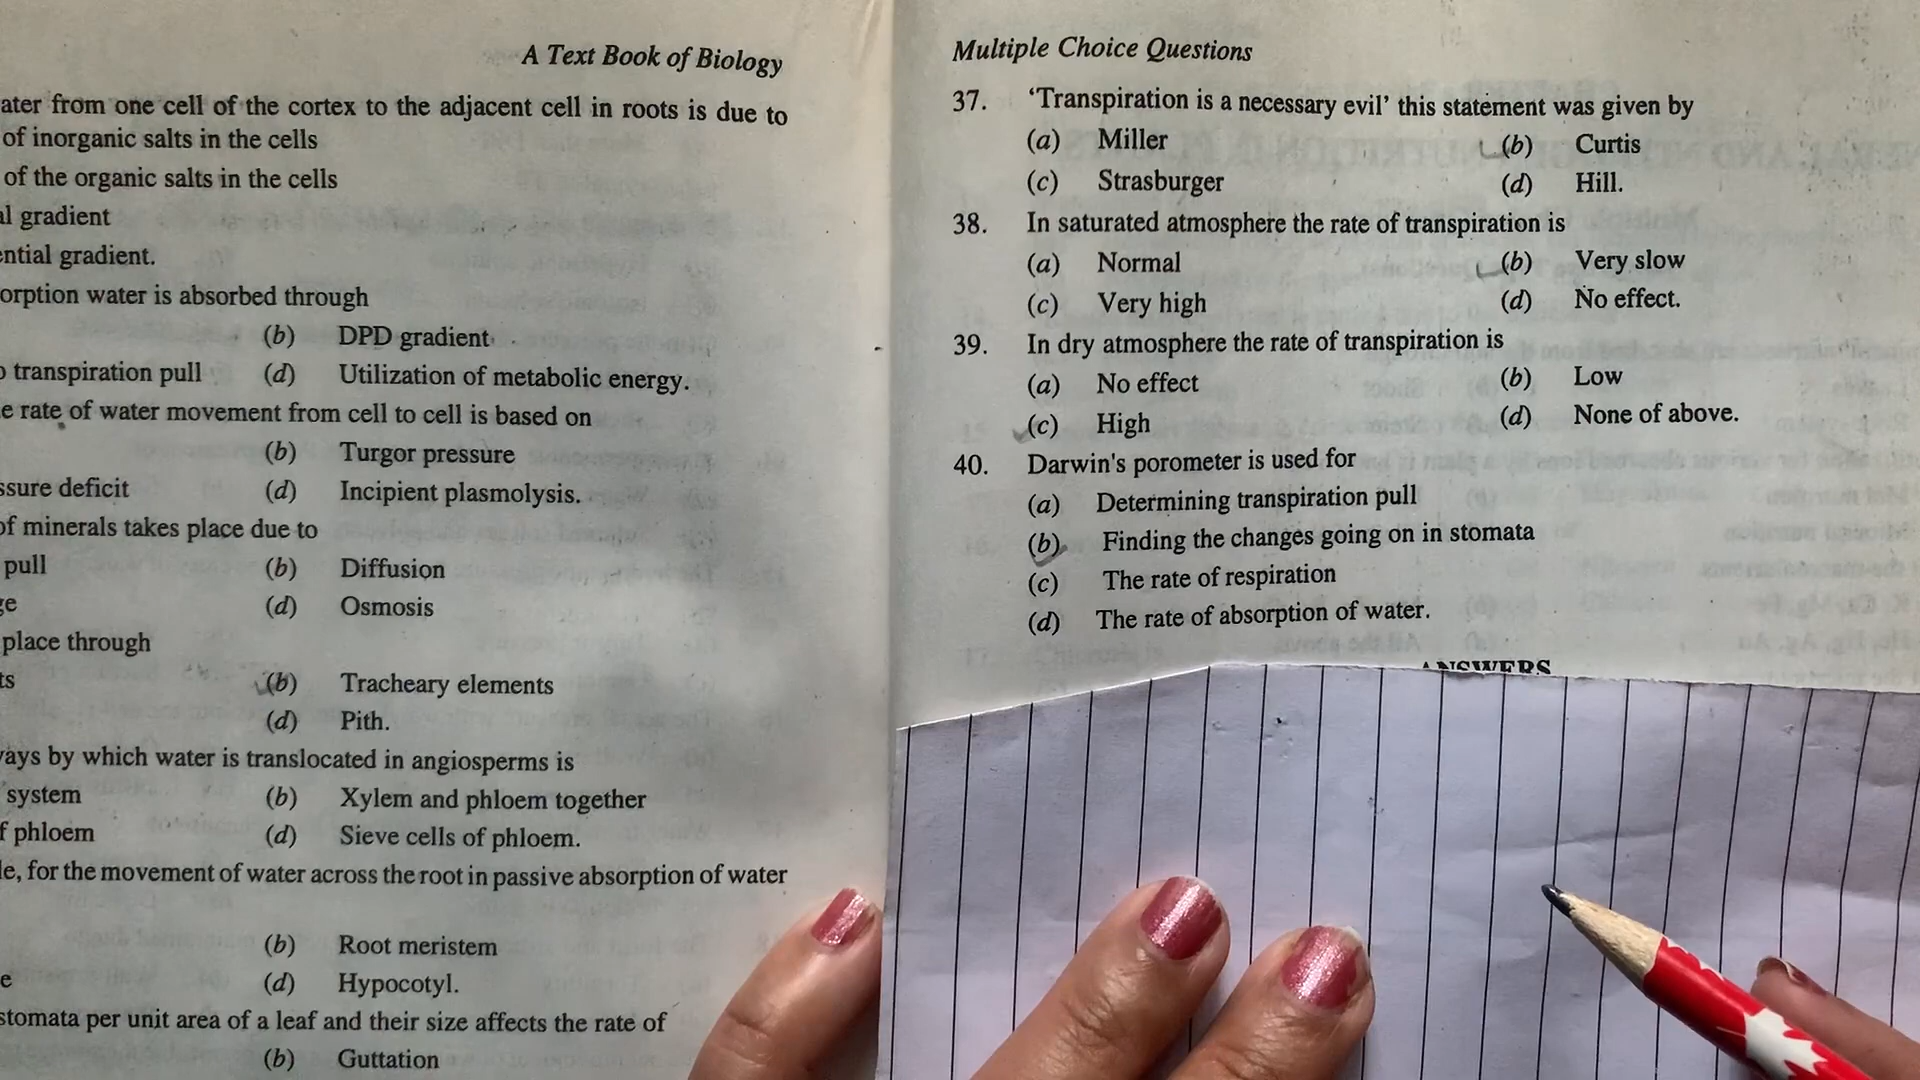 A Text Book of Biology
ater from one cell of the cortex to the adjacent cell in roots is due to
of inorganic salts in the cells
of the organic salts in the cells
al gradient
ential gradient.
orption water is absorbed through
(b) DPD gradient
o transpiration pull (d) Utilization of metabolic energy.
e rate of water movement from cell to cell is based on
(b) Turgor pressure
ssure deficit (d) Incipient plasmolysis.
of minerals takes place due to
pull (b) Diffusion
ge (d) Osmosis
place through
ts (b) Tracheary elements
(d) Pith.
ays by which water is translocated in angiosperms is
system (b) Xylem and phloem together
f phloem (d) Sieve cells of phloem.
le, for the movement of water across the root in passive absorption of water
(b) Root meristem
e (d) Hypocotyl.
stomata per unit area of a leaf and their size affects the rate of
(b) Guttation
Multiple Choice Questions
37. ‘Transpiration is a necessary evil’ this statement was given by
(a) Miller (b) Curtis
(c) Strasburger (d) Hill.
38. In saturated atmosphere the rate of transpiration is
(a) Normal (b) Very slow
(c) Very high (d) No effect.
39. In dry atmosphere the rate of transpiration is
(a) No effect (b) Low
(c) High (d) None of above.
40. Darwin's porometer is used for
(a) Determining transpiration pull
(b) Finding the changes going on in stomata
(c) The rate of respiration
(d) The rate of absorption of water.
ANSWERS